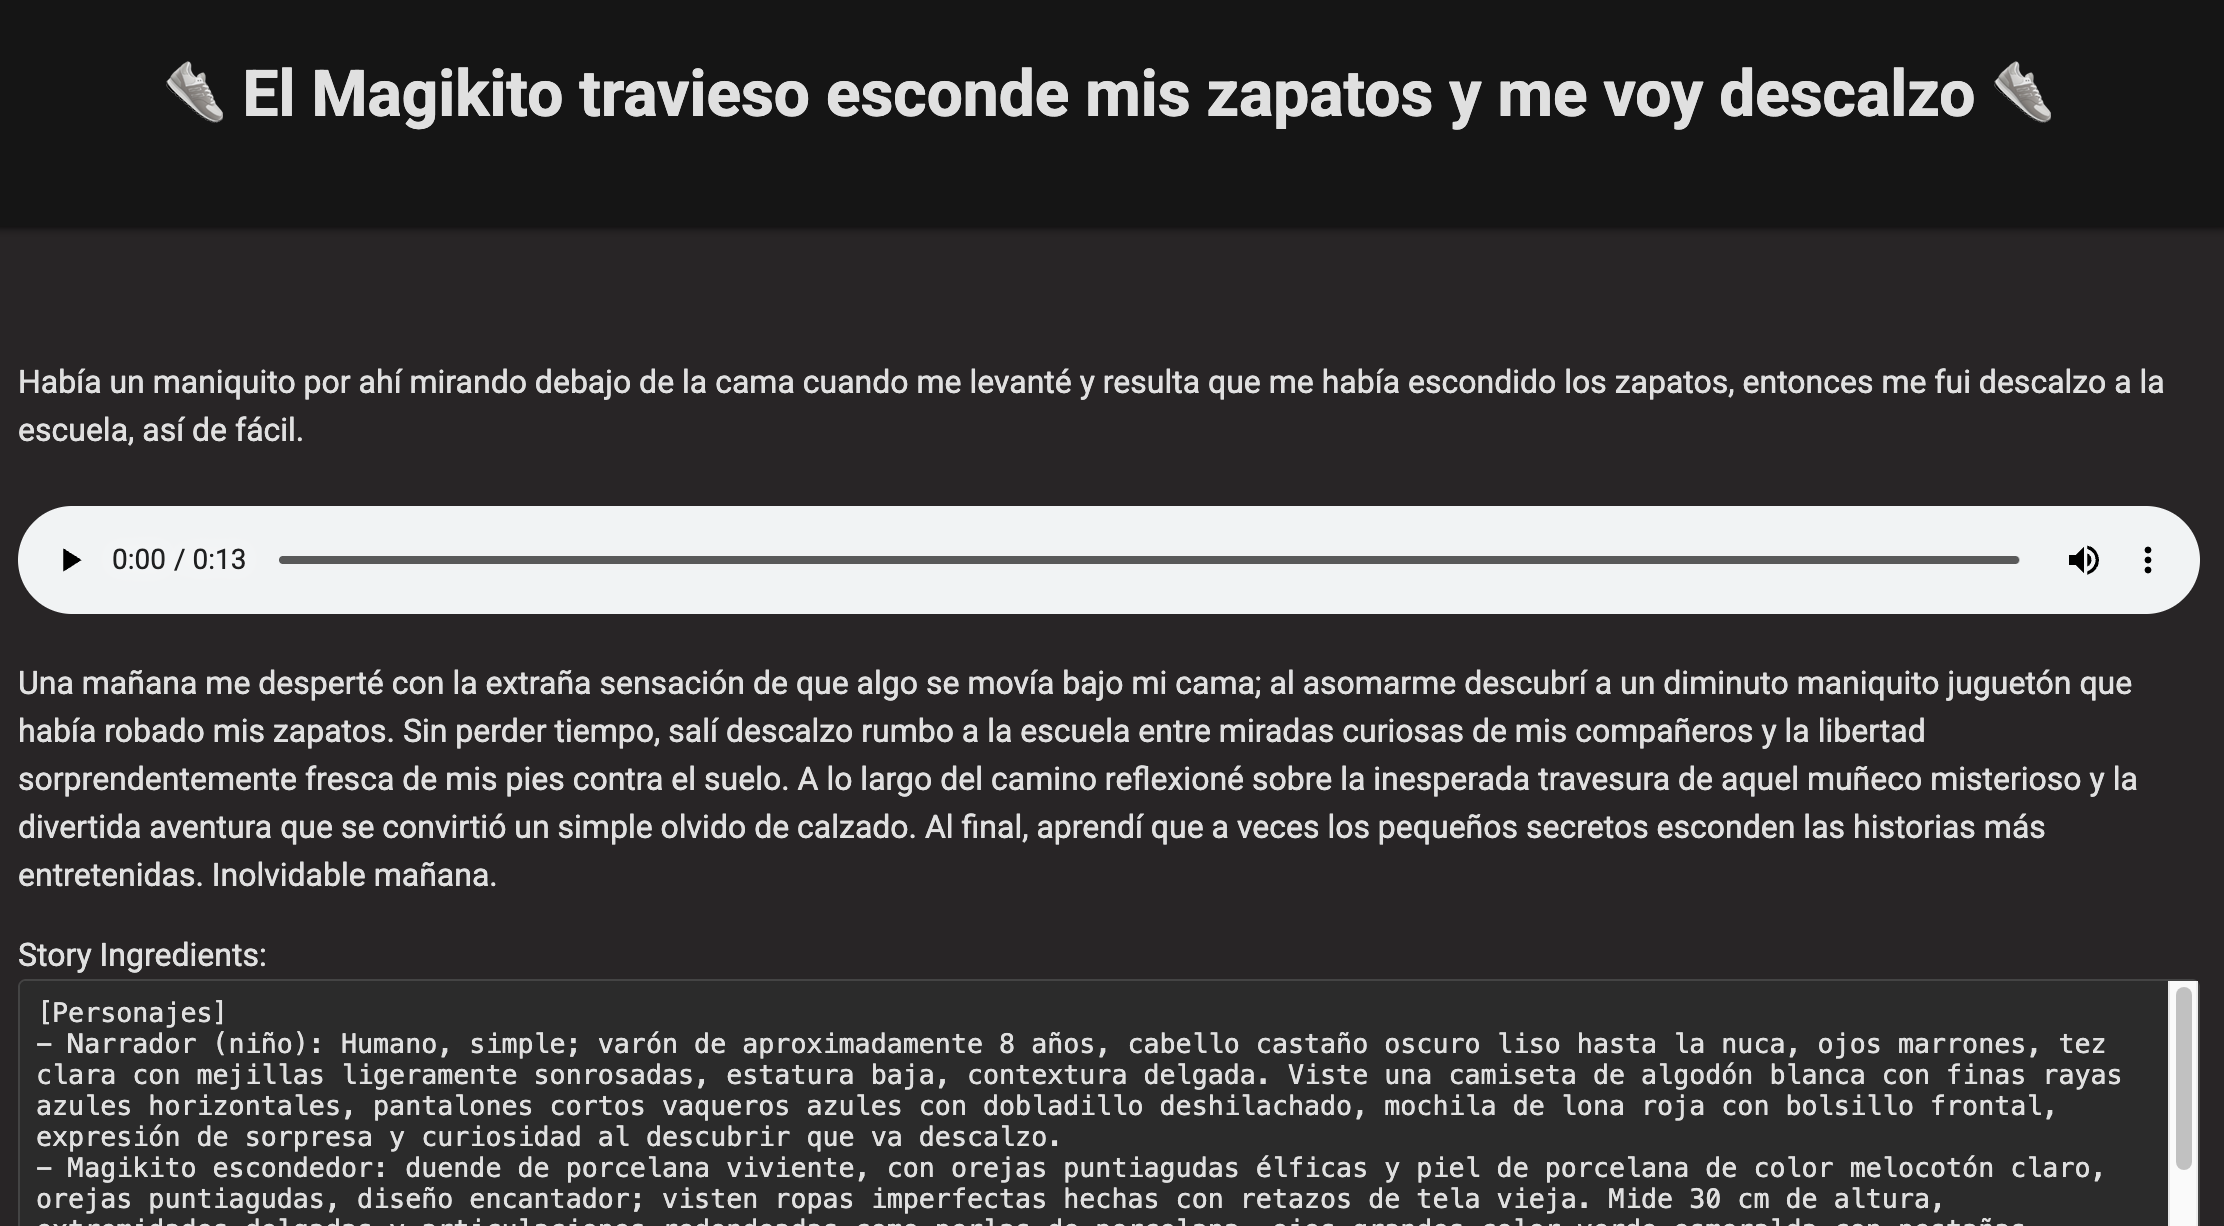 El Magikito travieso esconde mis zapatos y me voy descalzo
Había un maniquito por ahí mirando debajo de la cama cuando me levanté y resulta que me había escondido los zapatos, entonces me fui descalzo a la
escuela, así de fácil.
0:00 / 0:13
Una mañana me desperté con la extraña sensación de que algo se movía bajo mi cama; al asomarme descubrí a un diminuto maniquito juguetón que
había robado mis zapatos. Sin perder tiempo, salí descalzo rumbo a la escuela entre miradas curiosas de mis compañeros y la libertad
sorprendentemente fresca de mis pies contra el suelo. A lo largo del camino reflexioné sobre la inesperada travesura de aquel muñeco misterioso y la
divertida aventura que se convirtió un simple olvido de calzado. Al final, aprendí que a veces los pequeños secretos esconden las historias más
entretenidas. Inolvidable mañana.
Story Ingredients:
[Personajes]
– Narrador (niño): Humano, simple; varón de aproximadamente 8 años, cabello castaño oscuro liso hasta la nuca, ojos marrones, tez
clara con mejillas ligeramente sonrosadas, estatura baja, contextura delgada. Viste una camiseta de algodón blanca con finas rayas
azules horizontales, pantalones cortos vaqueros azules con dobladillo deshilachado, mochila de lona roja con bolsillo frontal,
expresión de sorpresa y curiosidad al descubrir que va descalzo.
– Magikito escondedor: duende de porcelana viviente, con orejas puntiagudas élficas y piel de porcelana de color melocotón claro,
orejas puntiagudas, diseño encantador; visten ropas imperfectas hechas con retazos de tela vieja. Mide 30 cm de altura,